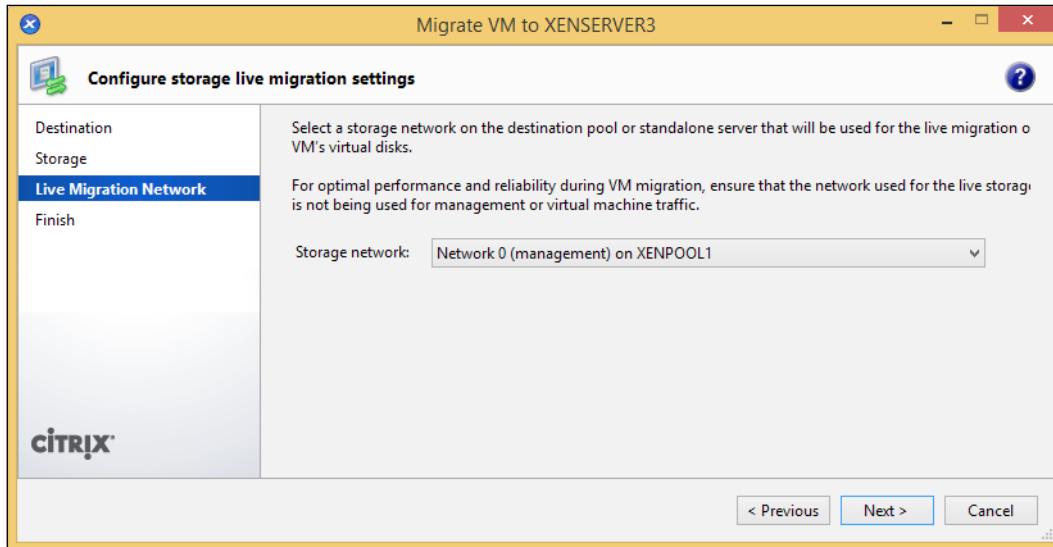 Migrate VM to XENSERVER3
Configure storage live migration settings
Destination
Storage
Live Migration Network
Finish
Select a storage network on the destination pool or standalone server that will be used for the live migration o
VM's virtual disks.
For optimal performance and reliability during VM migration, ensure that the network used for the live storage
is not being used for management or virtual machine traffic.
Storage network: Network 0 (management) on XENPOOL1
CITRIX
< Previous Next > Cancel